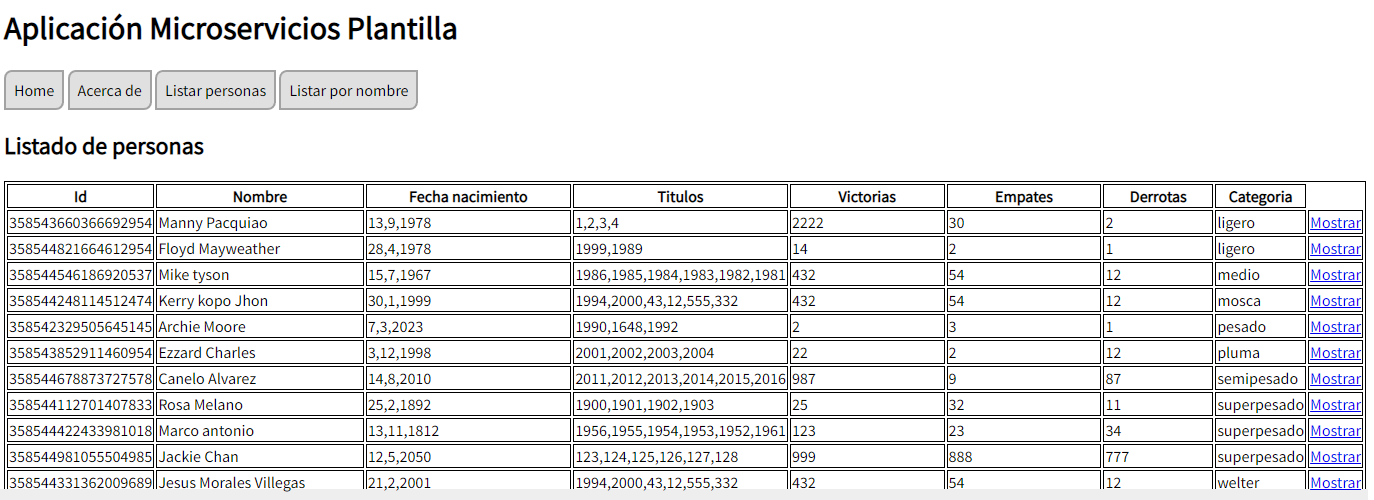 Aplicación Microservicios Plantilla
Home Acerca de Listar personas Listar por nombre
Listado de personas
Id Nombre Fecha nacimiento Titulos Victorias Empates Derrotas Categoria
358543660366692954 Manny Pacquiao 13,9,1978 1,2,3,4 2222 30 2 ligero Mostrar
358544821664612954 Floyd Mayweather 28,4,1978 1999,1989 14 2 1 ligero Mostrar
358544546186920537 Mike tyson 15,7,1967 1986,1985,1984,1983,1982,1981 432 54 12 medio Mostrar
358544248114512474 Kerry kopo Jhon 30,1,1999 1994,2000,43,12,555,332 432 54 12 mosca Mostrar
358542329505645145 Archie Moore 7,3,2023 1990,1648,1992 2 3 1 pesado Mostrar
358543852911460954 Ezzard Charles 3,12,1998 2001,2002,2003,2004 22 2 12 pluma Mostrar
358544678873727578 Canelo Alvarez 14,8,2010 2011,2012,2013,2014,2015,2016 987 9 87 semipesado Mostrar
358544112701407833 Rosa Melano 25,2,1892 1900,1901,1902,1903 25 32 11 superpesado Mostrar
358544422433981018 Marco antonio 13,11,1812 1956,1955,1954,1953,1952,1961 123 23 34 superpesado Mostrar
358544981055504985 Jackie Chan 12,5,2050 123,124,125,126,127,128 999 888 777 superpesado Mostrar
358544331362009689 Jesus Morales Villegas 21,2,2001 1994,2000,43,12,555,332 432 54 12 welter Mostrar